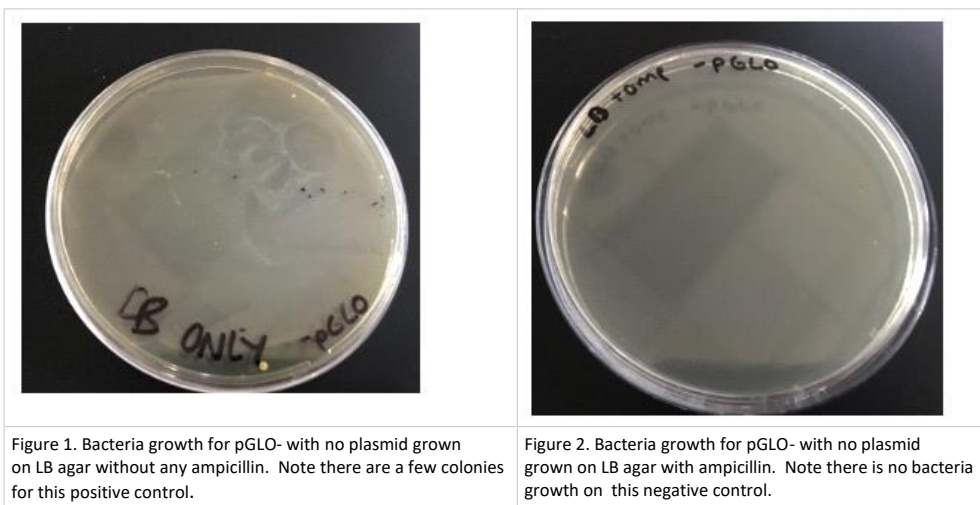 LB ONLY -pGLO
LB +amp -pGLO
Figure 1. Bacteria growth for pGLO- with no plasmid grown
on LB agar without any ampicillin. Note there are a few colonies
for this positive control.
Figure 2. Bacteria growth for pGLO- with no plasmid
grown on LB agar with ampicillin. Note there is no bacteria
growth on this negative control.